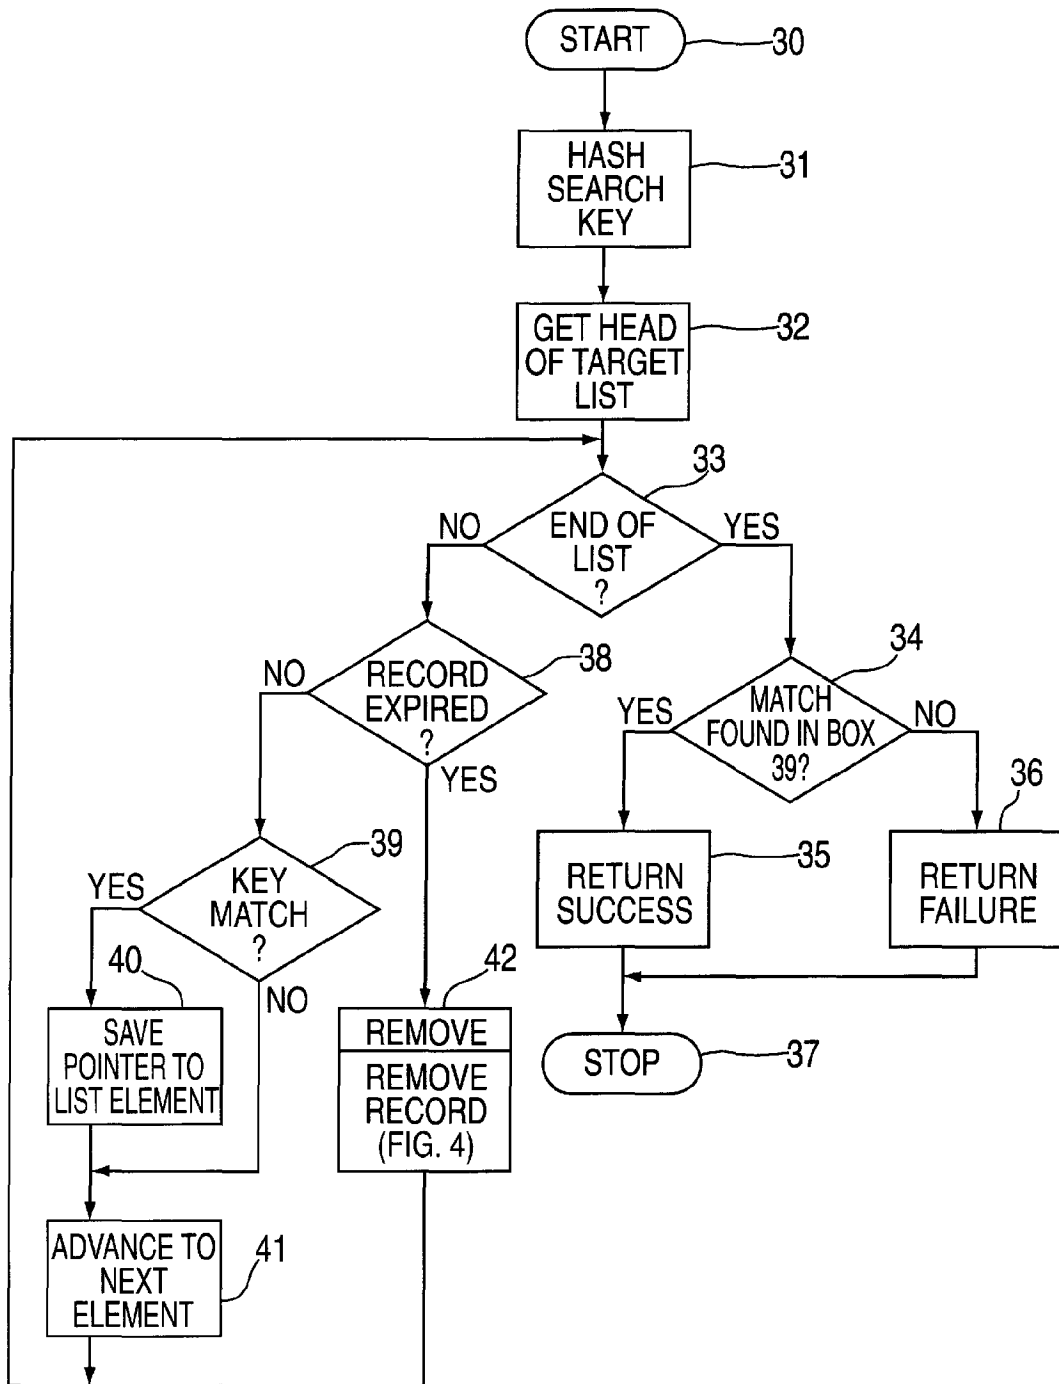 START
30
HASH
SEARCH
KEY
31
GET HEAD
OF TARGET
LIST
32
33
NO
END OF
LIST
?
YES
38
NO
RECORD
EXPIRED
?
YES
34
YES
MATCH
FOUND IN BOX
39?
NO
36
39
YES
KEY
MATCH
?
NO
35
RETURN
SUCCESS
RETURN
FAILURE
40
SAVE
POINTER TO
LIST ELEMENT
42
REMOVE
REMOVE
RECORD
(FIG. 4)
STOP
37
ADVANCE TO
NEXT
ELEMENT
41